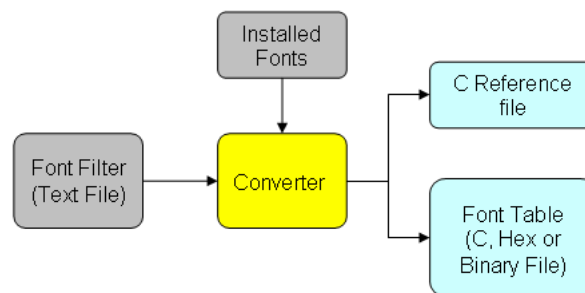 Installed
Fonts
C Reference
file
Font Filter
(Text File)
Converter
Font Table
(C, Hex or
Binary File)